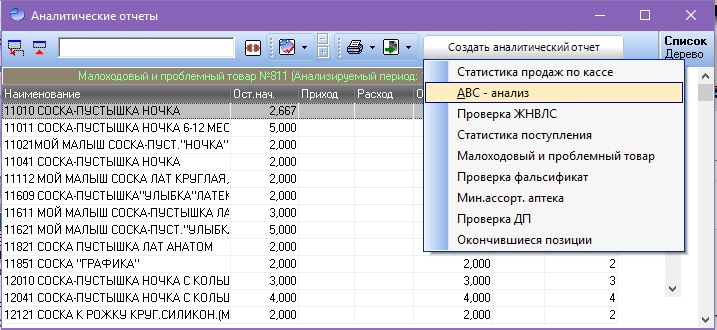 Аналитические отчеты
Создать аналитический отчет
Список
Дерево
Малоходовый и проблемный товар №811 (Анализируемый период:
Наименование Ост.нач. Приход Расход О
11010 СОСКА-ПУСТЫШКА НОЧКА 2,667
11011 СОСКА-ПУСТЫШКА НОЧКА 6-12 МЕС 5,000
11021МОЙ МАЛЫШ СОСКА-ПУСТ."НОЧКА" 2,000
11041 СОСКА-ПУСТЫШКА НОЧКА 2,000
11112 МОЙ МАЛЫШ СОСКА ЛАТ КРУГЛАЯ, 2,000
11609 СОСКА-ПУСТЫШКА"УЛЫБКА"ЛАТЕК 2,000
11611 МОЙ МАЛЫШ СОСКА-ПУСТЫШКА ЛА 3,000
11621 МОЙ МАЛЫШ СОСКА-ПУСТ."УЛЫБК 5,000
11821 СОСКА ПУСТЫШКА ЛАТ АНАТОМ 2,000
11851 СОСКА "ГРАФИКА" 2,000 2,000 2
12010 СОСКА-ПУСТЫШКА НОЧКА С КОЛЬЦ 3,000 3,000 3
12041 СОСКА-ПУСТЫШКА НОЧКА С КОЛЬЦ 4,000 4,000 4
12121 СОСКА К РОЖКУ КРУГ.СИЛИКОН.(М 2,000 2,000 2
Статистика продаж по кассе
АВС - анализ
Проверка ЖНВЛС
Статистика поступления
Малоходовый и проблемный товар
Проверка фальсификат
Мин.ассорт. аптека
Проверка ДП
Окончившиеся позиции